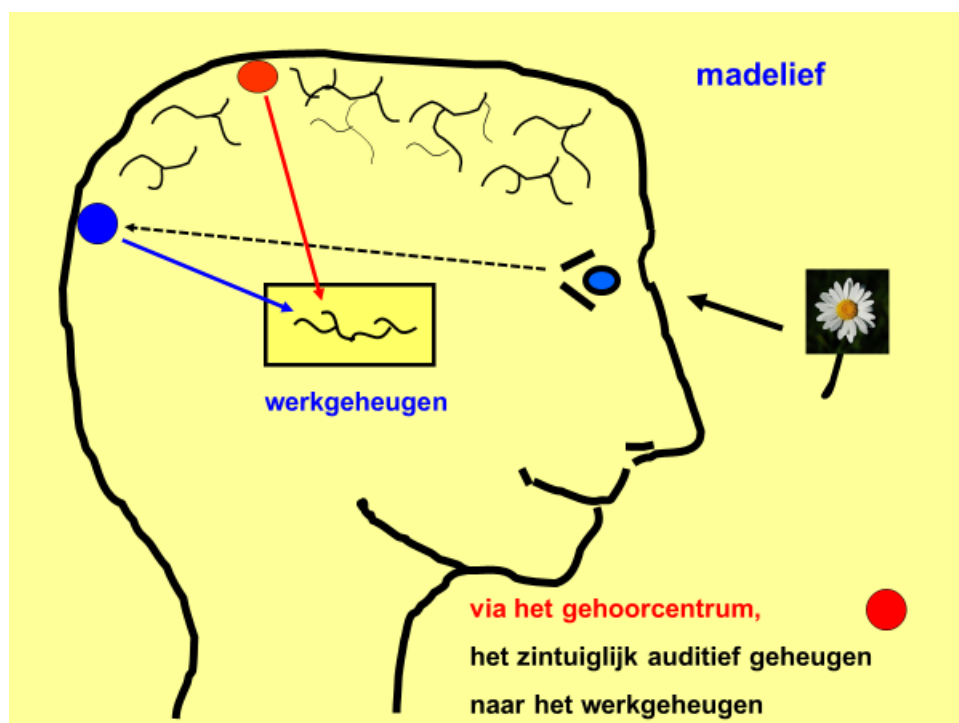 madelief
werkgeheugen
via het gehoorcentrum,
het zintuiglijk auditief geheugen
naar het werkgeheugen